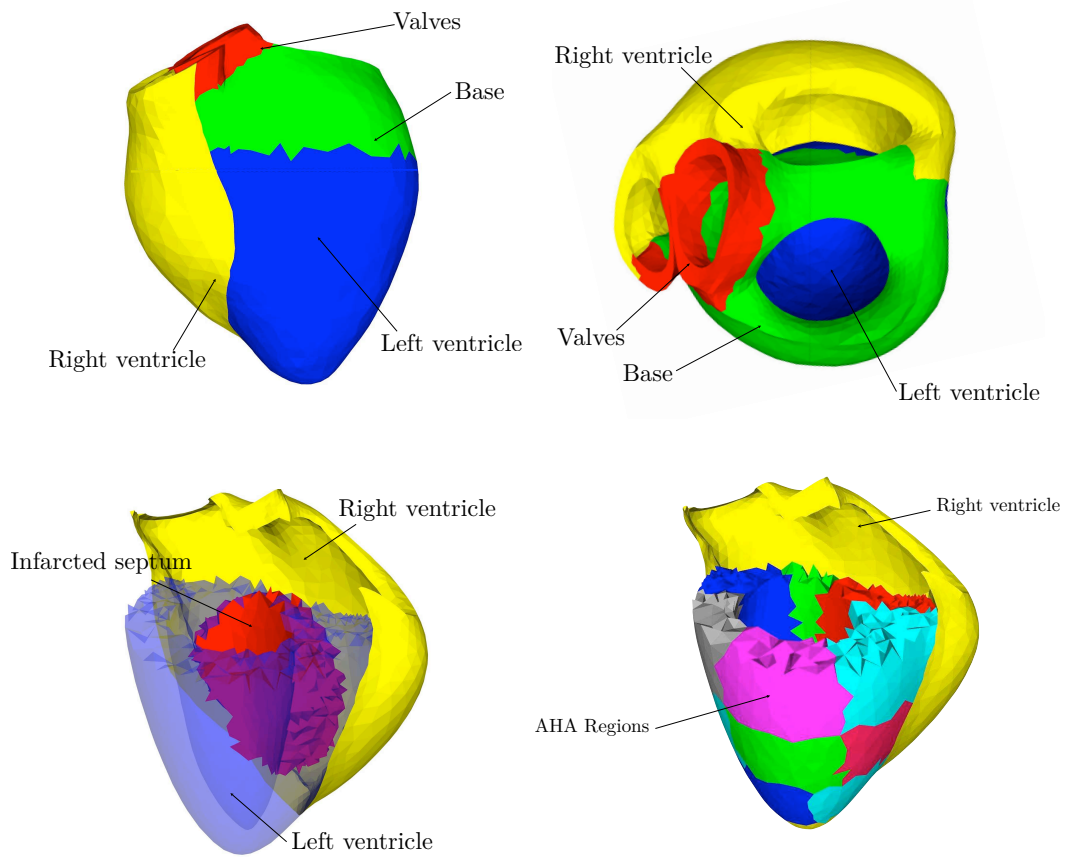 Valves
Base
Right ventricle
Left ventricle
Right ventricle
Valves
Base
Left ventricle
Right ventricle
Infarcted septum
Left ventricle
Right ventricle
AHA Regions